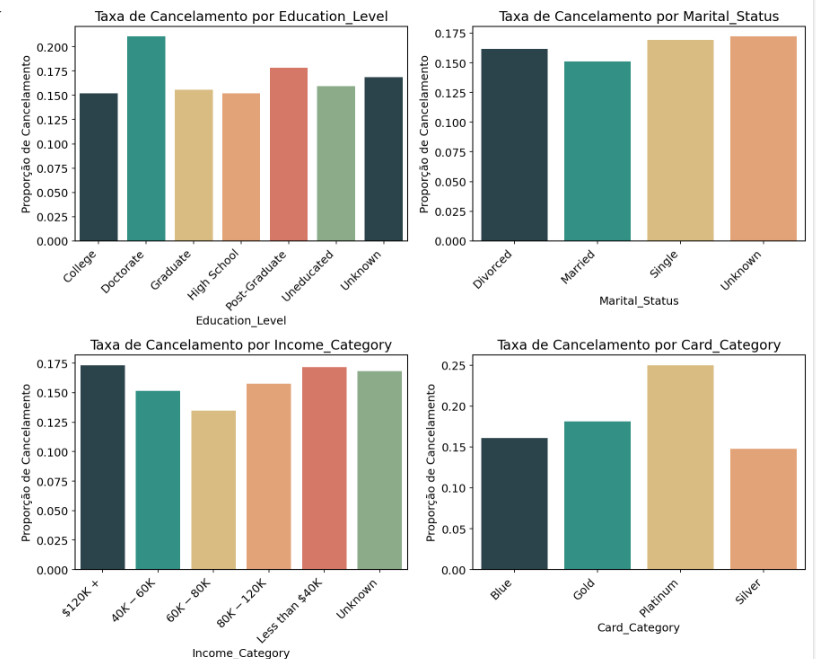 Taxa de Cancelamento por Education_Level
Proporção de Cancelamento
0.200
0.175
0.150
0.125
0.100
0.075
0.050
0.025
0.000
College
Doctorate
Graduate
High School
Post-Graduate
Uneducated
Unknown
Education_Level
Taxa de Cancelamento por Marital_Status
Proporção de Cancelamento
0.175
0.150
0.125
0.100
0.075
0.050
0.025
0.000
Divorced
Married
Single
Unknown
Marital_Status
Taxa de Cancelamento por Income_Category
Proporção de Cancelamento
0.175
0.150
0.125
0.100
0.075
0.050
0.025
0.000
$120K +
40K − 60K
60K − 80K
80K − 120K
Less than $40K
Unknown
Income_Category
Taxa de Cancelamento por Card_Category
Proporção de Cancelamento
0.25
0.20
0.15
0.10
0.05
0.00
Blue
Gold
Platinum
Silver
Card_Category